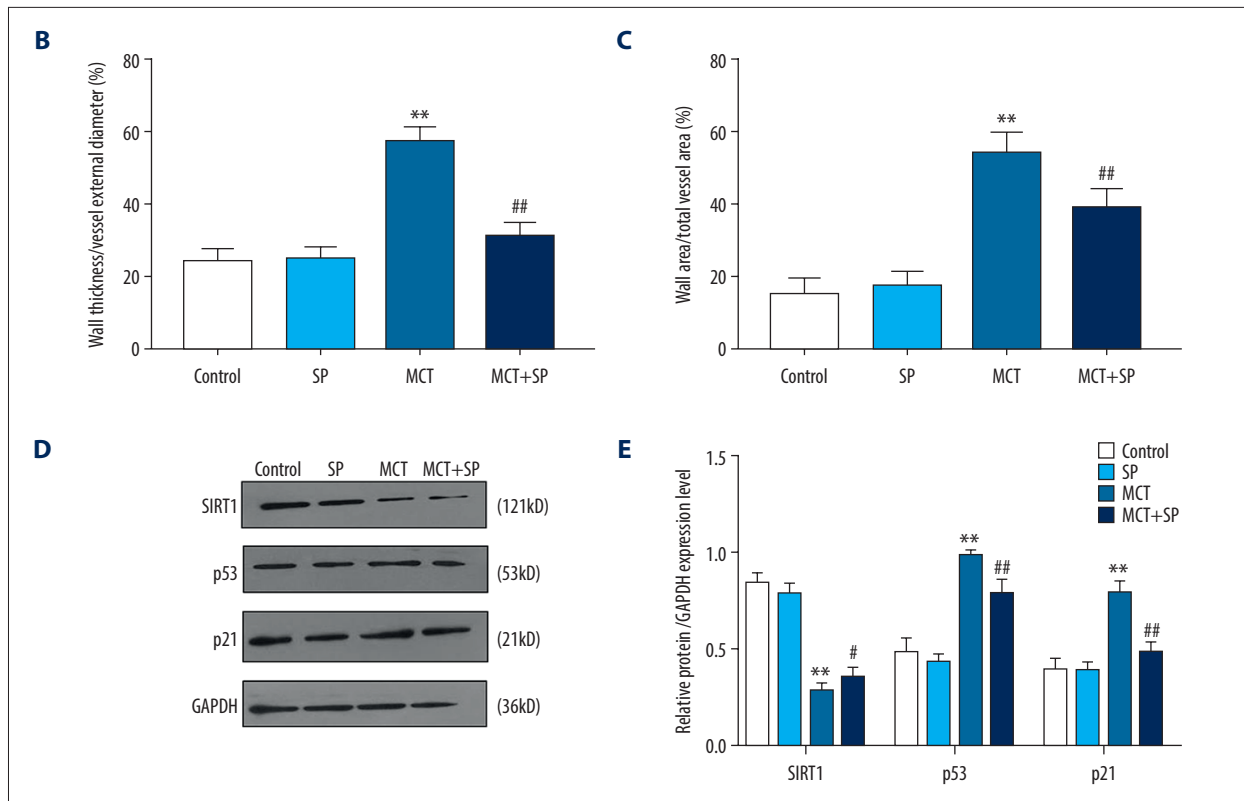 B
Wall thickness/vessel external diameter (%)
80
60
40
20
0
**
##
Control SP MCT MCT+SP
C
Wall area/total vessel area (%)
80
60
40
20
0
**
##
Control SP MCT MCT+SP
D
Control SP MCT MCT+SP
SIRT1 (121kD)
p53 (53kD)
p21 (21kD)
GAPDH (36kD)
E
Relative protein /GAPDH expression level
1.5
1.0
0.5
0.0
Control
SP
MCT
MCT+SP
** #
** ##
** ##
SIRT1 p53 p21